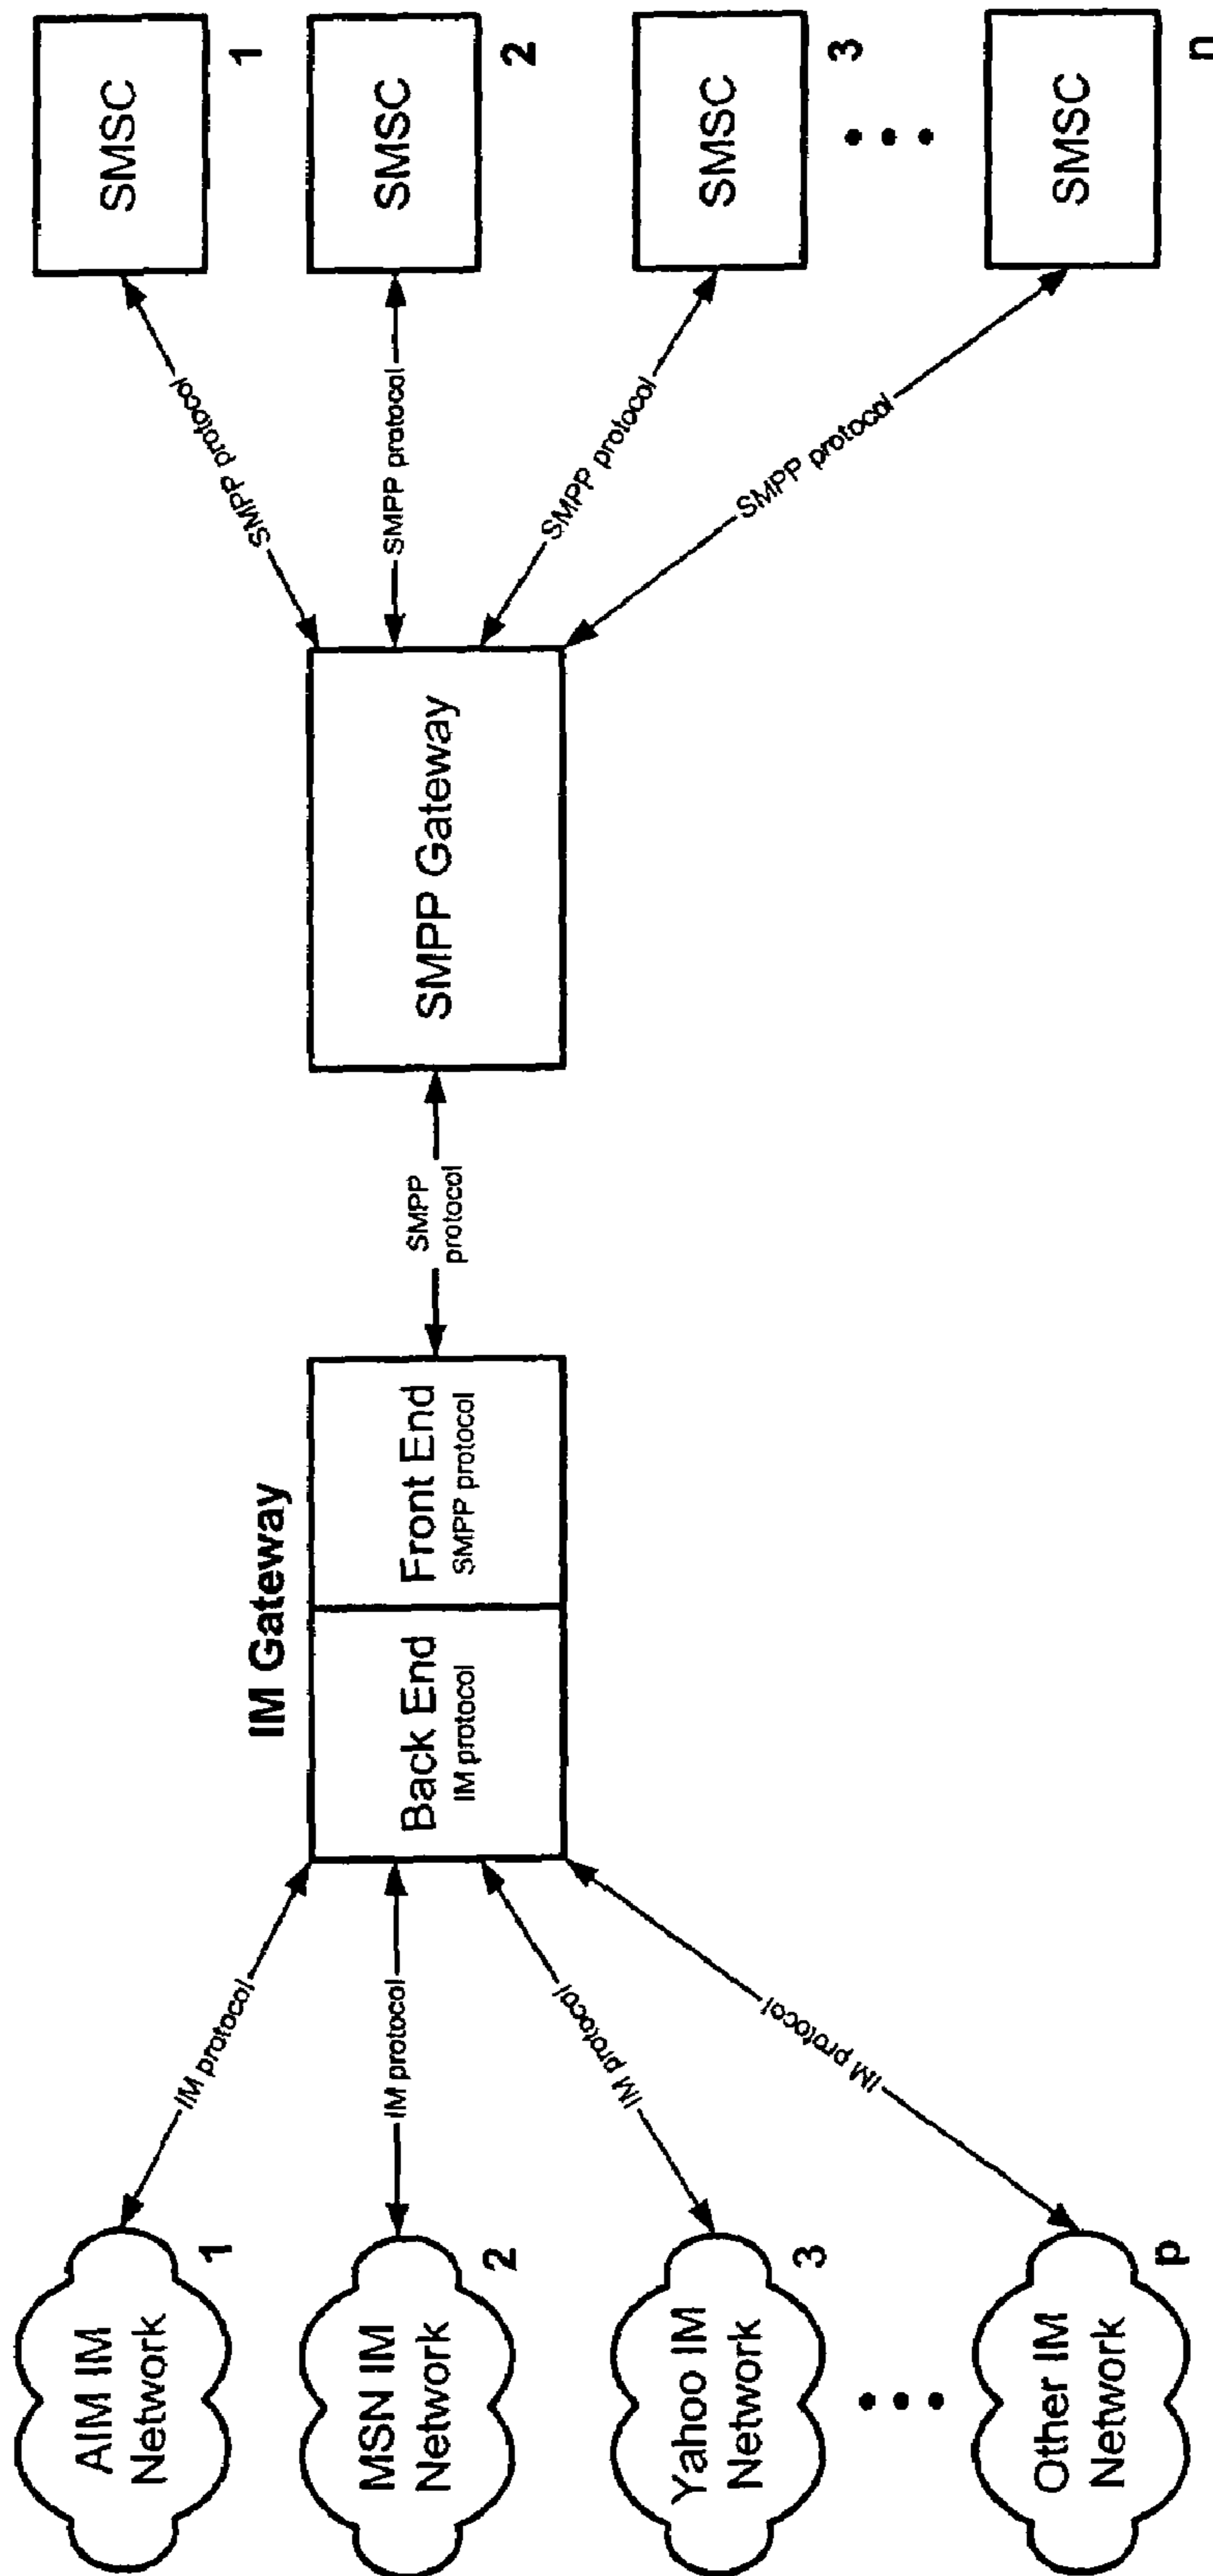 AIM IM
Network
1
MSN IM
Network
2
Yahoo IM
Network
3
Other IM
Network
p
IM protocol
IM protocol
IM protocol
IM protocol
IM Gateway
Back End
IM protocol
Front End
SMPP protocol
SMPP
protocol
SMPP Gateway
SMPP protocol
SMPP protocol
SMPP protocol
SMPP protocol
SMSC
1
SMSC
2
SMSC
3
SMSC
n